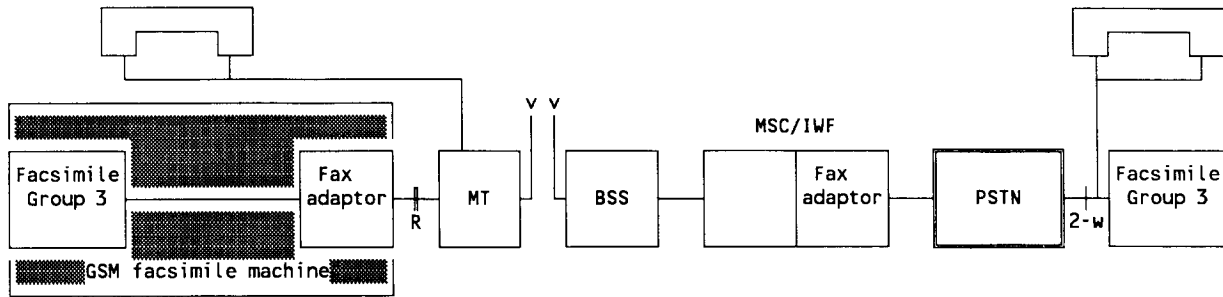 v v
MSC/IWF
Facsimile
Group 3
Fax
adaptor
R
MT
BSS
Fax
adaptor
PSTN
2-w
Facsimile
Group 3
GSM facsimile machine